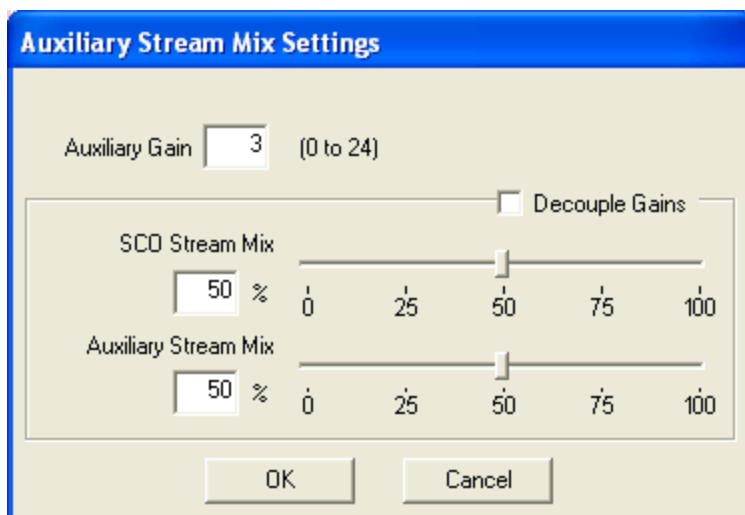 Auxiliary Stream Mix Settings
Auxiliary Gain 3 (0 to 24)
Decouple Gains
SCO Stream Mix
50 %
0 25 50 75 100
Auxiliary Stream Mix
50 %
0 25 50 75 100
OK Cancel